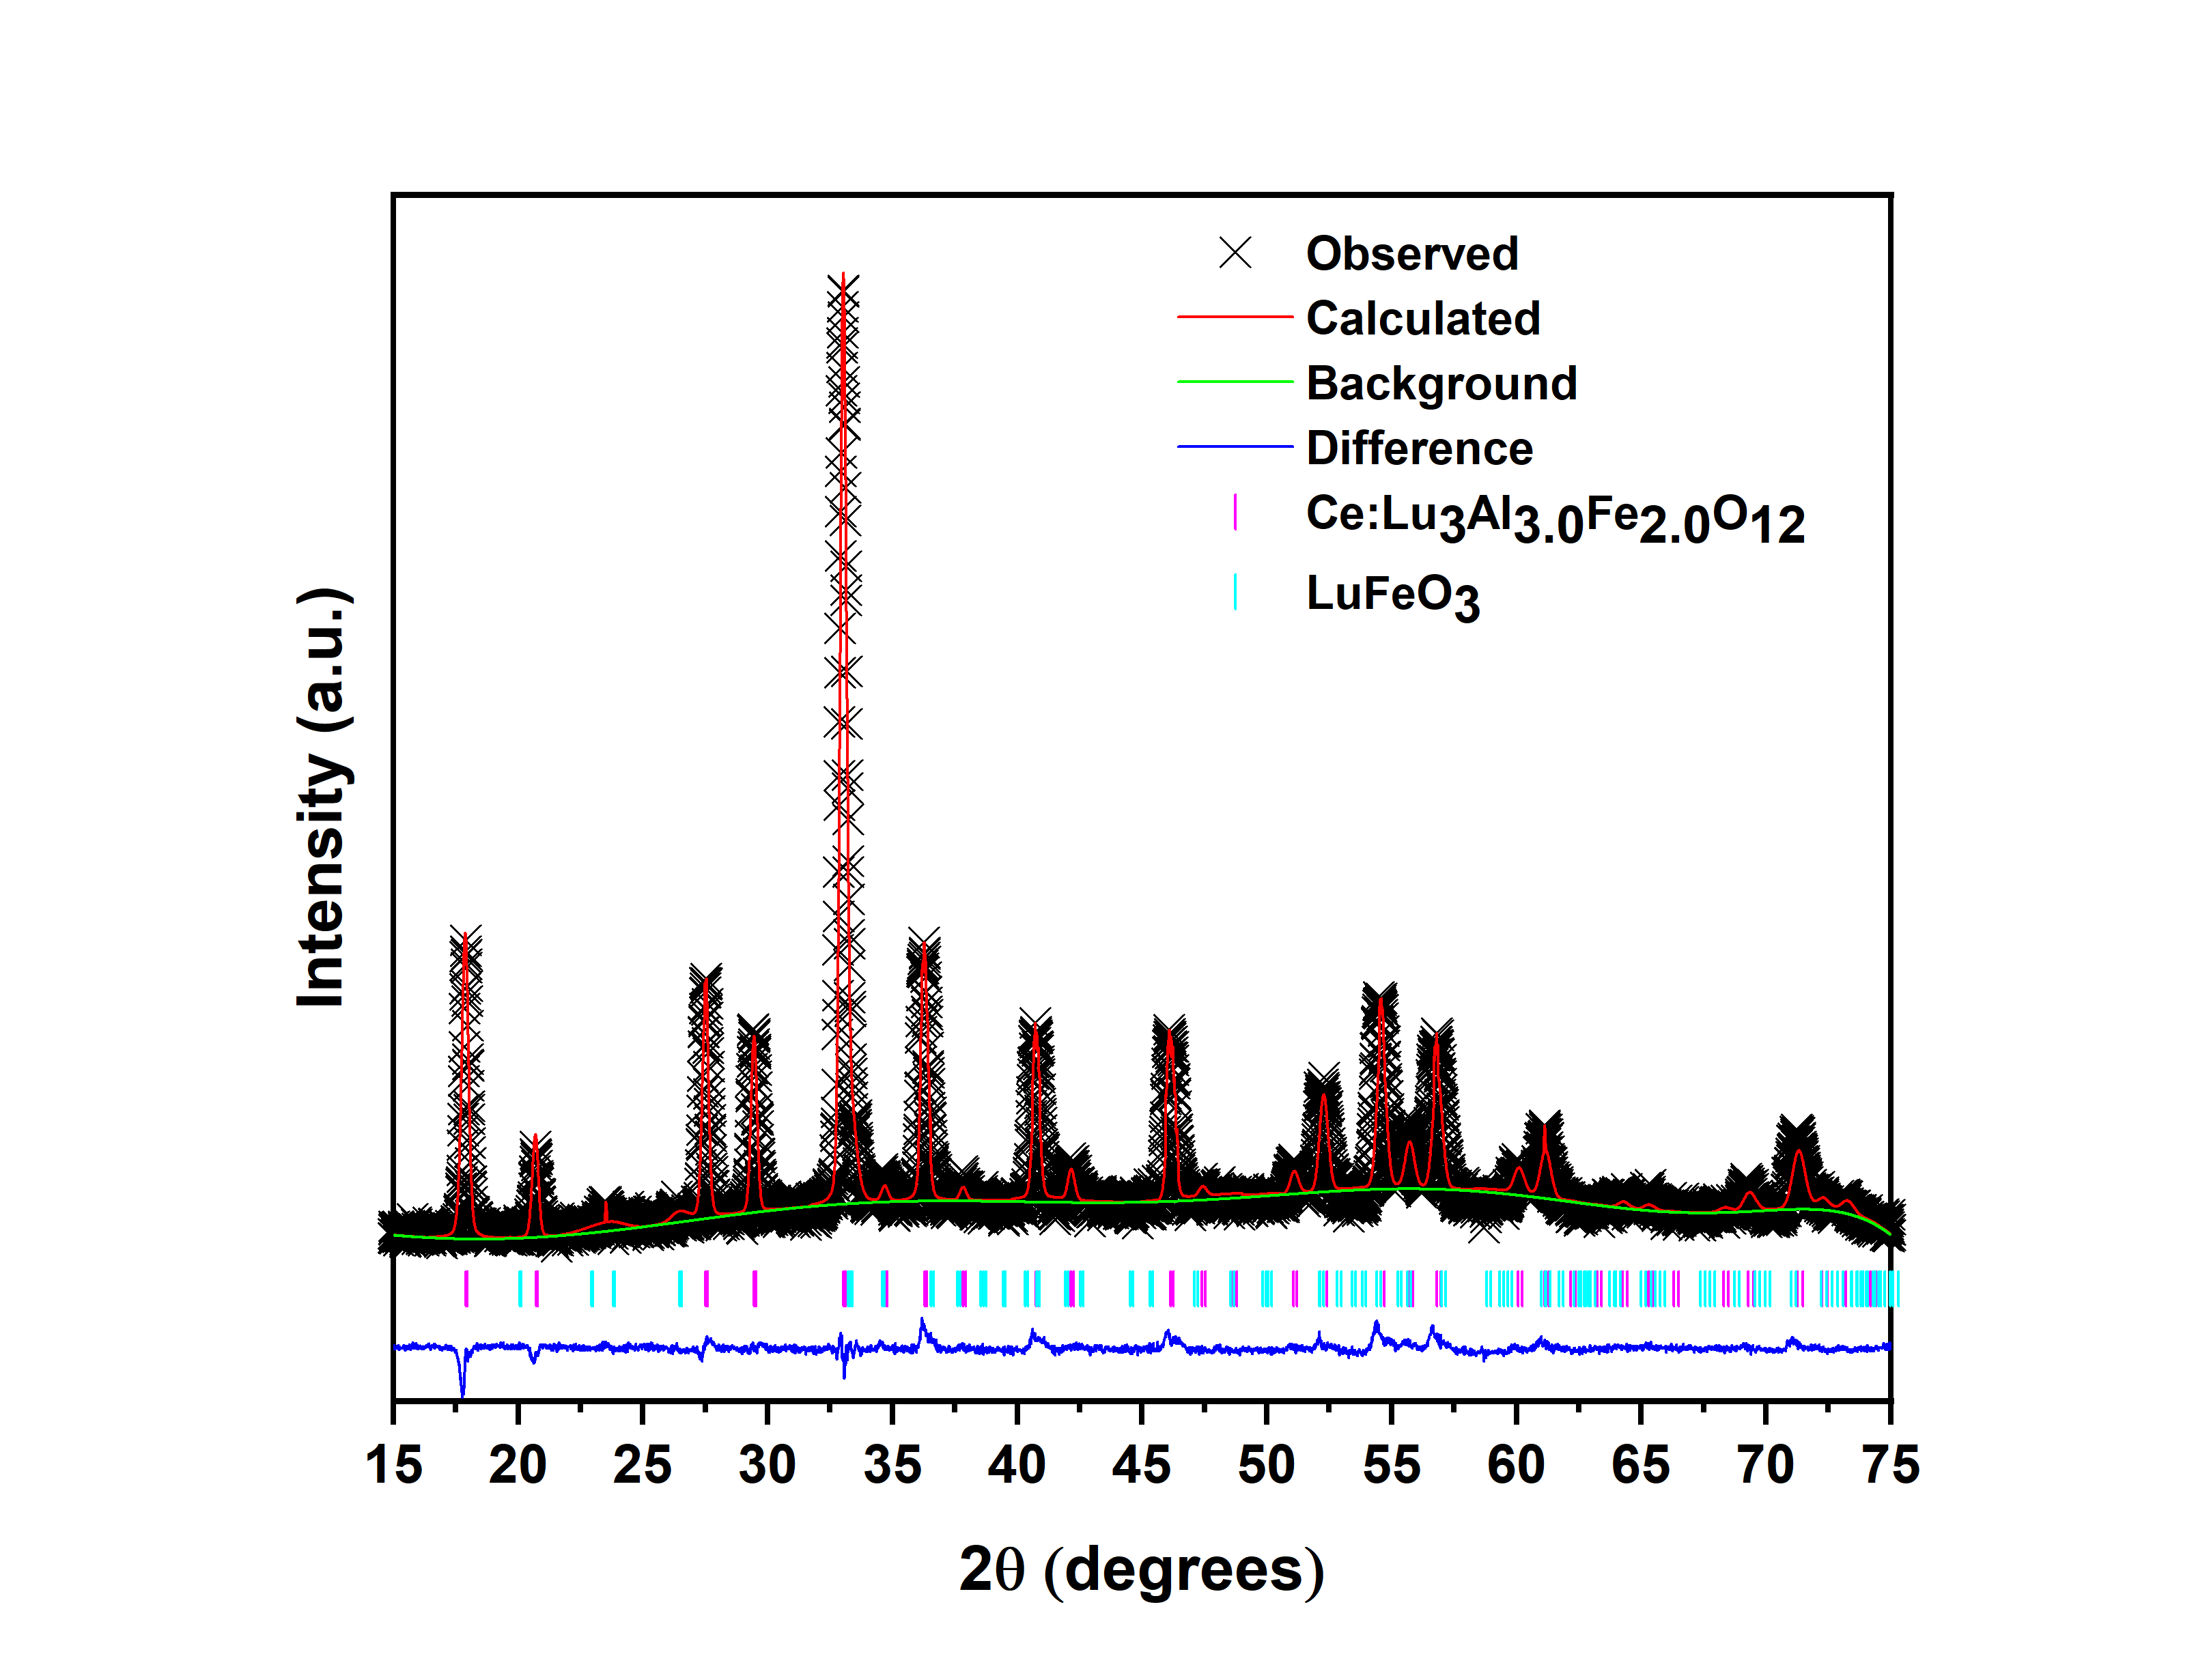 Observed
Calculated
Background
Difference
Ce:Lu3Al3.0Fe2.0O12
LuFeO3
Intensity (a.u.)
15 20 25 30 35 40 45 50 55 60 65 70 75
2θ (degrees)